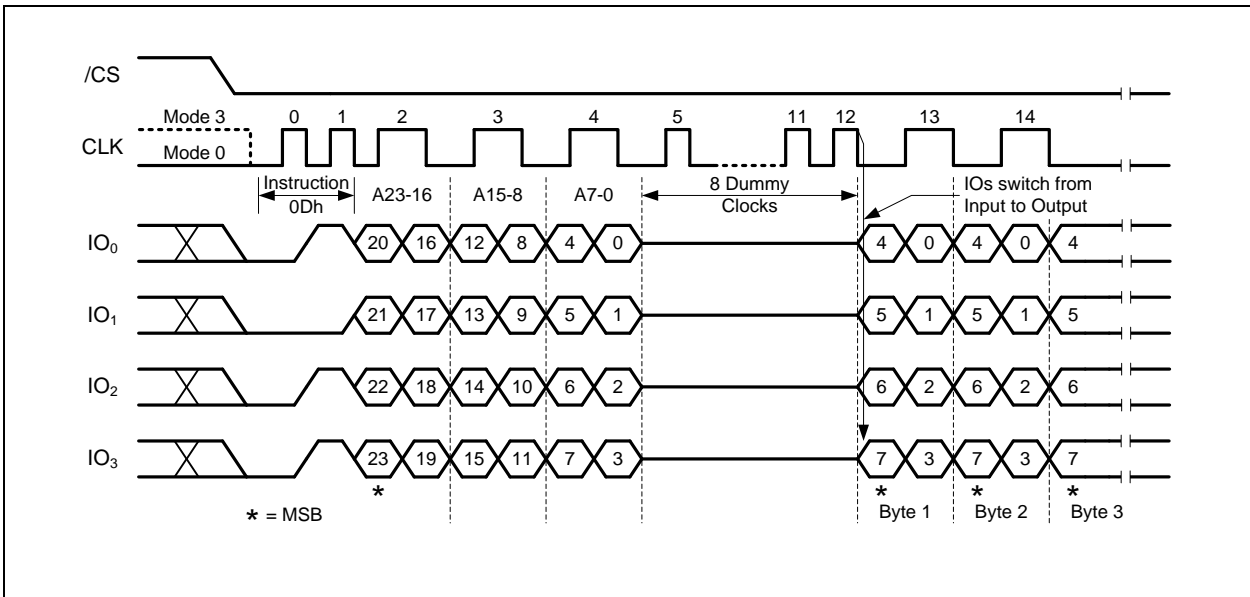 /CS
Mode 3 0 1 2 3 4 5 11 12 13 14
CLK
Mode 0
Instruction
0Dh
A23-16 A15-8 A7-0
8 Dummy
Clocks
IOs switch from
Input to Output
IO0 20 16 12 8 4 0 4 0 4 0 4
IO1 21 17 13 9 5 1 5 1 5 1 5
IO2 22 18 14 10 6 2 6 2 6 2 6
IO3 23 19 15 11 7 3 7 3 7 3 7
* * * *
* = MSB
Byte 1 Byte 2 Byte 3